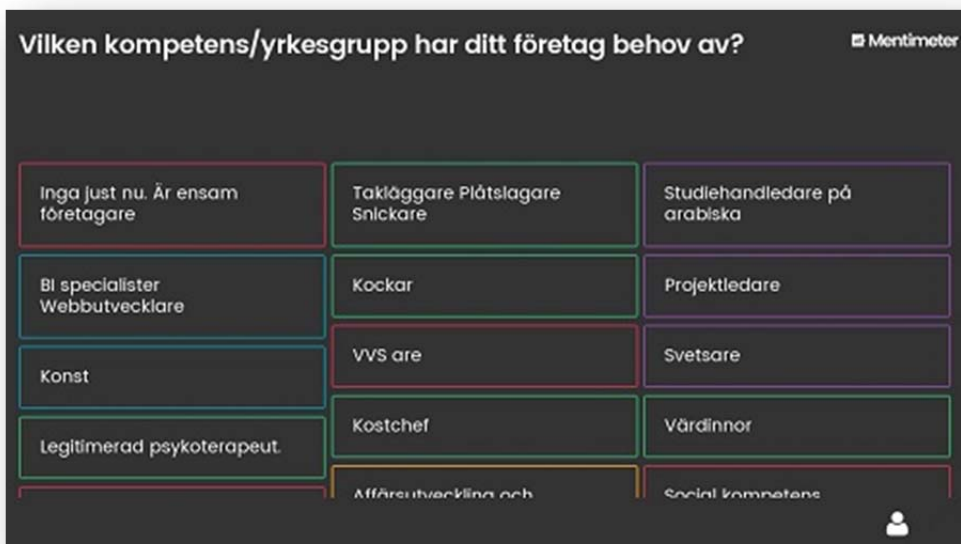 Vilken kompetens/yrkesgrupp har ditt företag behov av?
Mentimeter
Inga just nu. Är ensam
företagare
BI specialister
Webbutvecklare
Konst
Legitimerad psykoterapeut.
Takläggare Plåtslagare
Snickare
Kockar
VVS are
Kostchef
Affärsutveckling och
Studiehandledare på
arabiska
Projektledare
Svetsare
Värdinnor
Social kompetens